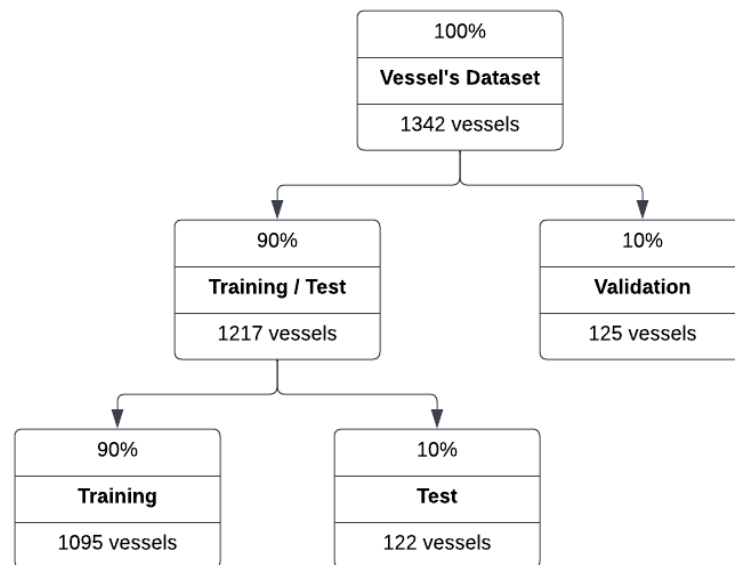 100%
Vessel's Dataset
1342 vessels
90%
Training / Test
1217 vessels
10%
Validation
125 vessels
90%
Training
1095 vessels
10%
Test
122 vessels